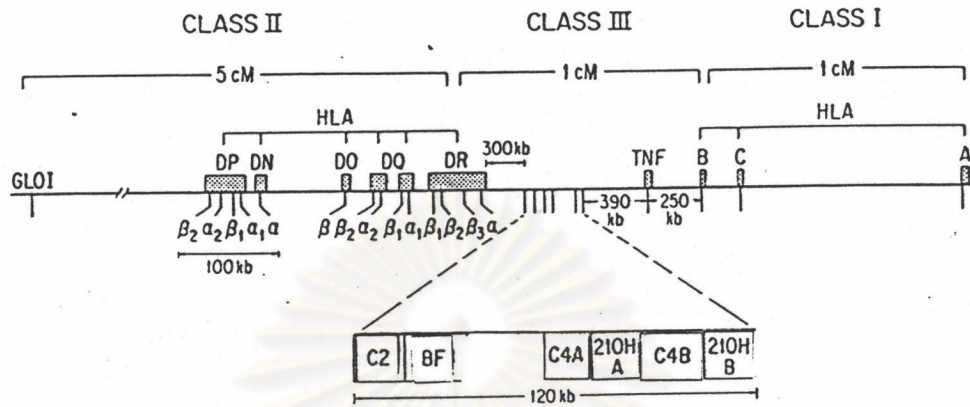 CLASS II CLASS III CLASS I
5 cM 1 cM 1 cM
HLA HLA
300 kb
DP DN DO DQ DR TNF B C A
GLOI
390 kb 250 kb
β2 α2 β1 α1 α β β2 α2 β1 α1 β1 β2 β3 α
100 kb
C2 BF C4A 210H A C4B 210H B
120 kb